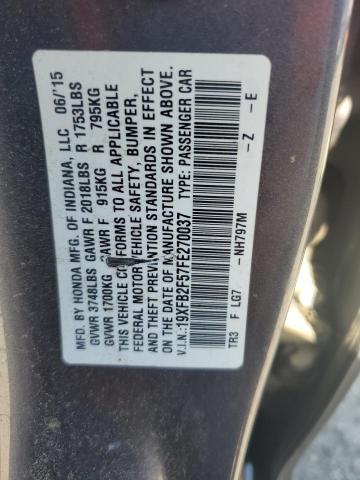 MFD. BY HONDA MFG. OF INDIANA, LLC 06/'15
GVWR 3748LBS GAWR F 2018LBS R 1753LBS
GVWR 1700KG GAWR F 915KG R 795KG
THIS VEHICLE CONFORMS TO ALL APPLICABLE
FEDERAL MOTOR VEHICLE SAFETY, BUMPER,
AND THEFT PREVENTION STANDARDS IN EFFECT
ON THE DATE OF MANUFACTURE SHOWN ABOVE.
V.I.N.:19XFB2F57FE270037 TYPE: PASSENGER CAR
TR3 F LG7 -NH797M -Z -E